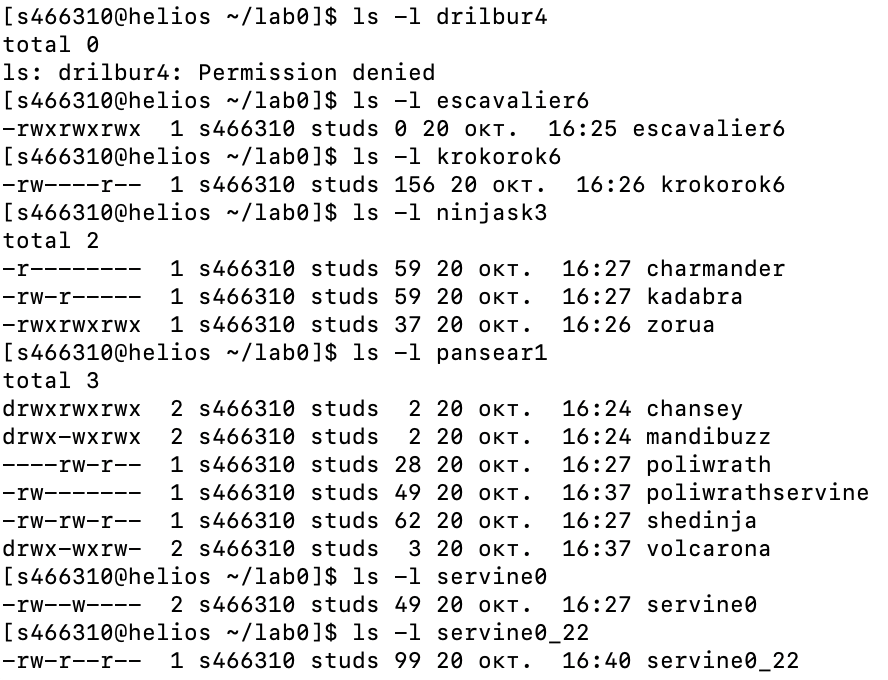 [s466310@helios ~/lab0]$ ls -l drilbur4
total 0
ls: drilbur4: Permission denied
[s466310@helios ~/lab0]$ ls -l escavalier6
-rwxrwxrwx  1 s466310 studs 0 20 окт.  16:25 escavalier6
[s466310@helios ~/lab0]$ ls -l krokorok6
-rw----r--  1 s466310 studs 156 20 окт.  16:26 krokorok6
[s466310@helios ~/lab0]$ ls -l ninjask3
total 2
-r--------  1 s466310 studs 59 20 окт.  16:27 charmander
-rw-r-----  1 s466310 studs 59 20 окт.  16:27 kadabra
-rwxrwxrwx  1 s466310 studs 37 20 окт.  16:26 zorua
[s466310@helios ~/lab0]$ ls -l pansear1
total 3
drwxrwxrwx  2 s466310 studs  2 20 окт.  16:24 chansey
drwx-wxrwx  2 s466310 studs  2 20 окт.  16:24 mandibuzz
----rw-r--  1 s466310 studs 28 20 окт.  16:27 poliwrath
-rw-------  1 s466310 studs 49 20 окт.  16:37 poliwrathservine
-rw-rw-r--  1 s466310 studs 62 20 окт.  16:27 shedinja
drwx-wxrw-  2 s466310 studs  3 20 окт.  16:37 volcarona
[s466310@helios ~/lab0]$ ls -l servine0
-rw--w----  2 s466310 studs 49 20 окт.  16:27 servine0
[s466310@helios ~/lab0]$ ls -l servine0_22
-rw-r--r--  1 s466310 studs 99 20 окт.  16:40 servine0_22